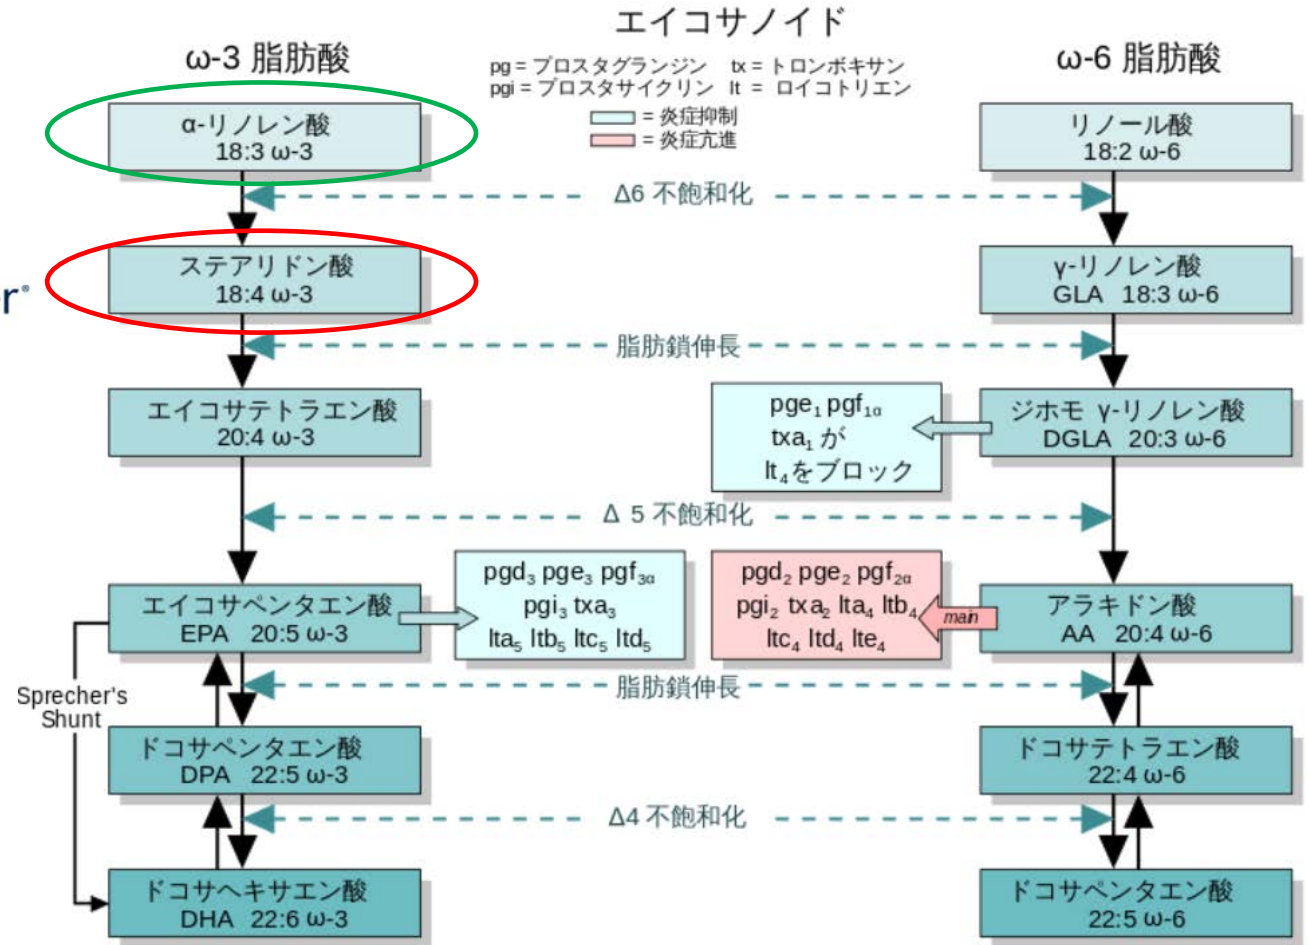 エイコサノイド
ω-3 脂肪酸
ω-6 脂肪酸
pg = プロスタグランジン tx = トロンボキサン
pgi = プロスタサイクリン lt = ロイコトリエン
= 炎症抑制
= 炎症亢進
α-リノレン酸
18:3 ω-3
リノール酸
18:2 ω-6
Δ6 不飽和化
ステアリドン酸
18:4 ω-3
γ-リノレン酸
GLA 18:3 ω-6
脂肪鎖伸長
エイコサテトラエン酸
20:4 ω-3
pge₁ pgf₁α
txa₁ が
lt₄をブロック
ジホモ γ-リノレン酸
DGLA 20:3 ω-6
Δ 5 不飽和化
エイコサペンタエン酸
EPA 20:5 ω-3
pgd₃ pge₃ pgf₃α
pgi₃ txa₃
lta₅ ltb₅ ltc₅ ltd₅
pgd₂ pge₂ pgf₂α
pgi₂ txa₂ lta₄ ltb₄
ltc₄ ltd₄ lte₄
main
アラキドン酸
AA 20:4 ω-6
脂肪鎖伸長
Sprecher's
Shunt
ドコサペンタエン酸
DPA 22:5 ω-3
ドコサテトラエン酸
22:4 ω-6
Δ4 不飽和化
ドコサヘキサエン酸
DHA 22:6 ω-3
ドコサペンタエン酸
22:5 ω-6